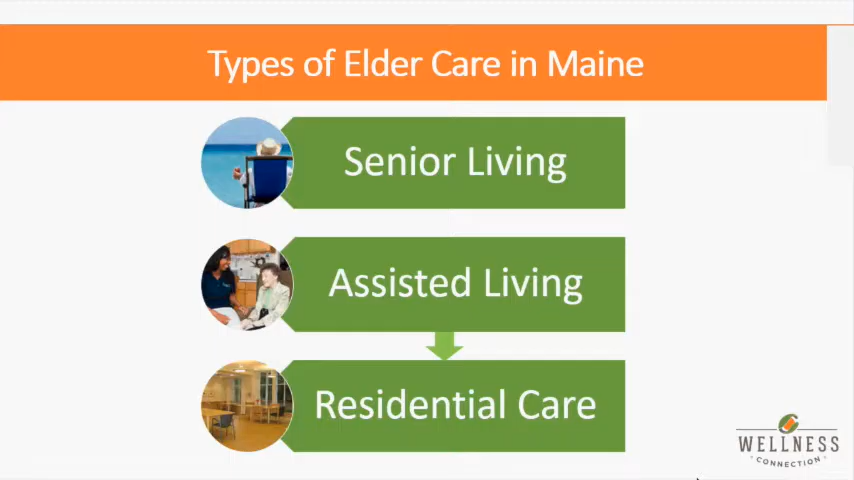 Types of Elder Care in Maine
Senior Living
Assisted Living
Residential Care
WELLNESS
CONNECTION